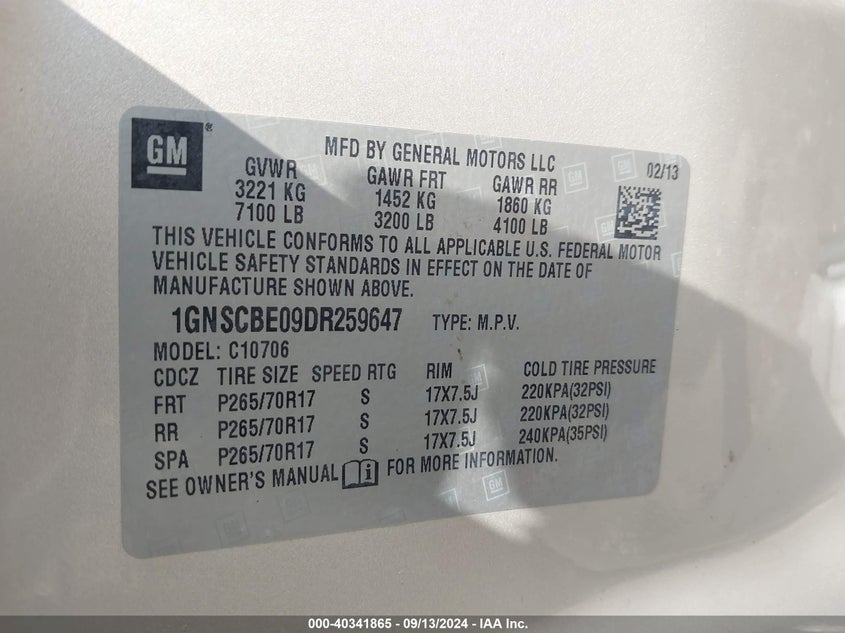 GM ®
MFD BY GENERAL MOTORS LLC 02/13
GVWR GAWR FRT GAWR RR
3221 KG 1452 KG 1860 KG
7100 LB 3200 LB 4100 LB
THIS VEHICLE CONFORMS TO ALL APPLICABLE U.S. FEDERAL MOTOR
VEHICLE SAFETY STANDARDS IN EFFECT ON THE DATE OF
MANUFACTURE SHOWN ABOVE.
1GNSCBE09DR259647 TYPE: M.P.V.
MODEL: C10706
CDCZ TIRE SIZE SPEED RTG RIM COLD TIRE PRESSURE
FRT P265/70R17 S 17X7.5J 220KPA(32PSI)
RR P265/70R17 S 17X7.5J 220KPA(32PSI)
SPA P265/70R17 S 17X7.5J 240KPA(35PSI)
SEE OWNER'S MANUAL i FOR MORE INFORMATION.
000-40341865 - 09/13/2024 - IAA Inc.